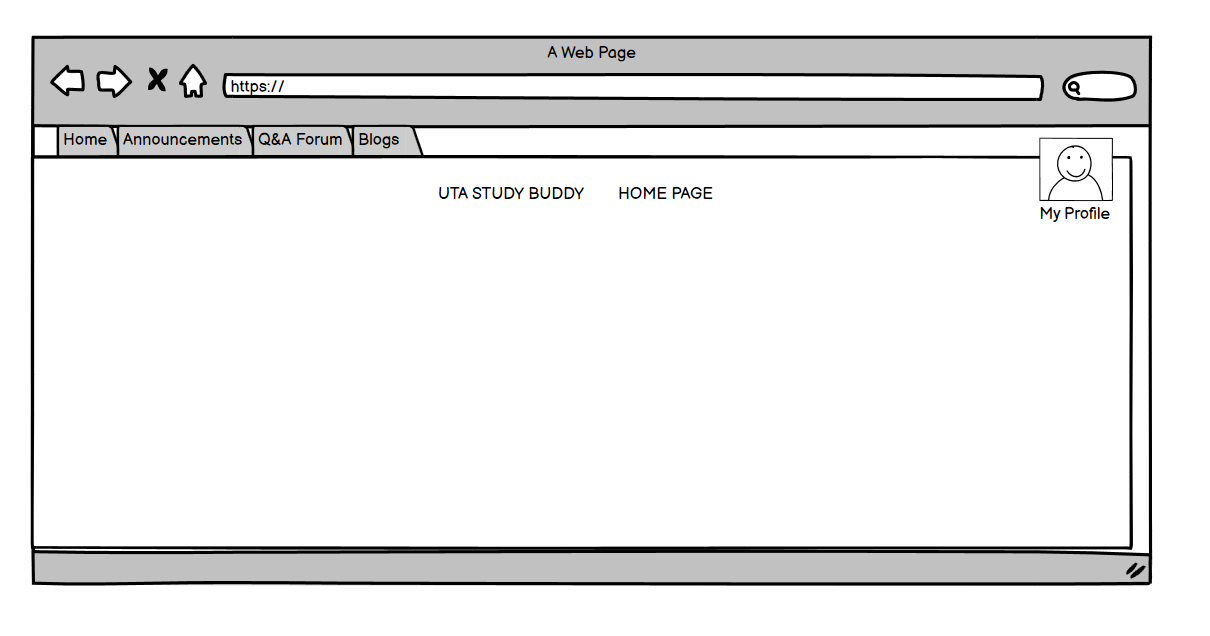 A Web Page
https://
Home Announcements Q&A Forum Blogs
UTA STUDY BUDDY HOME PAGE
My Profile